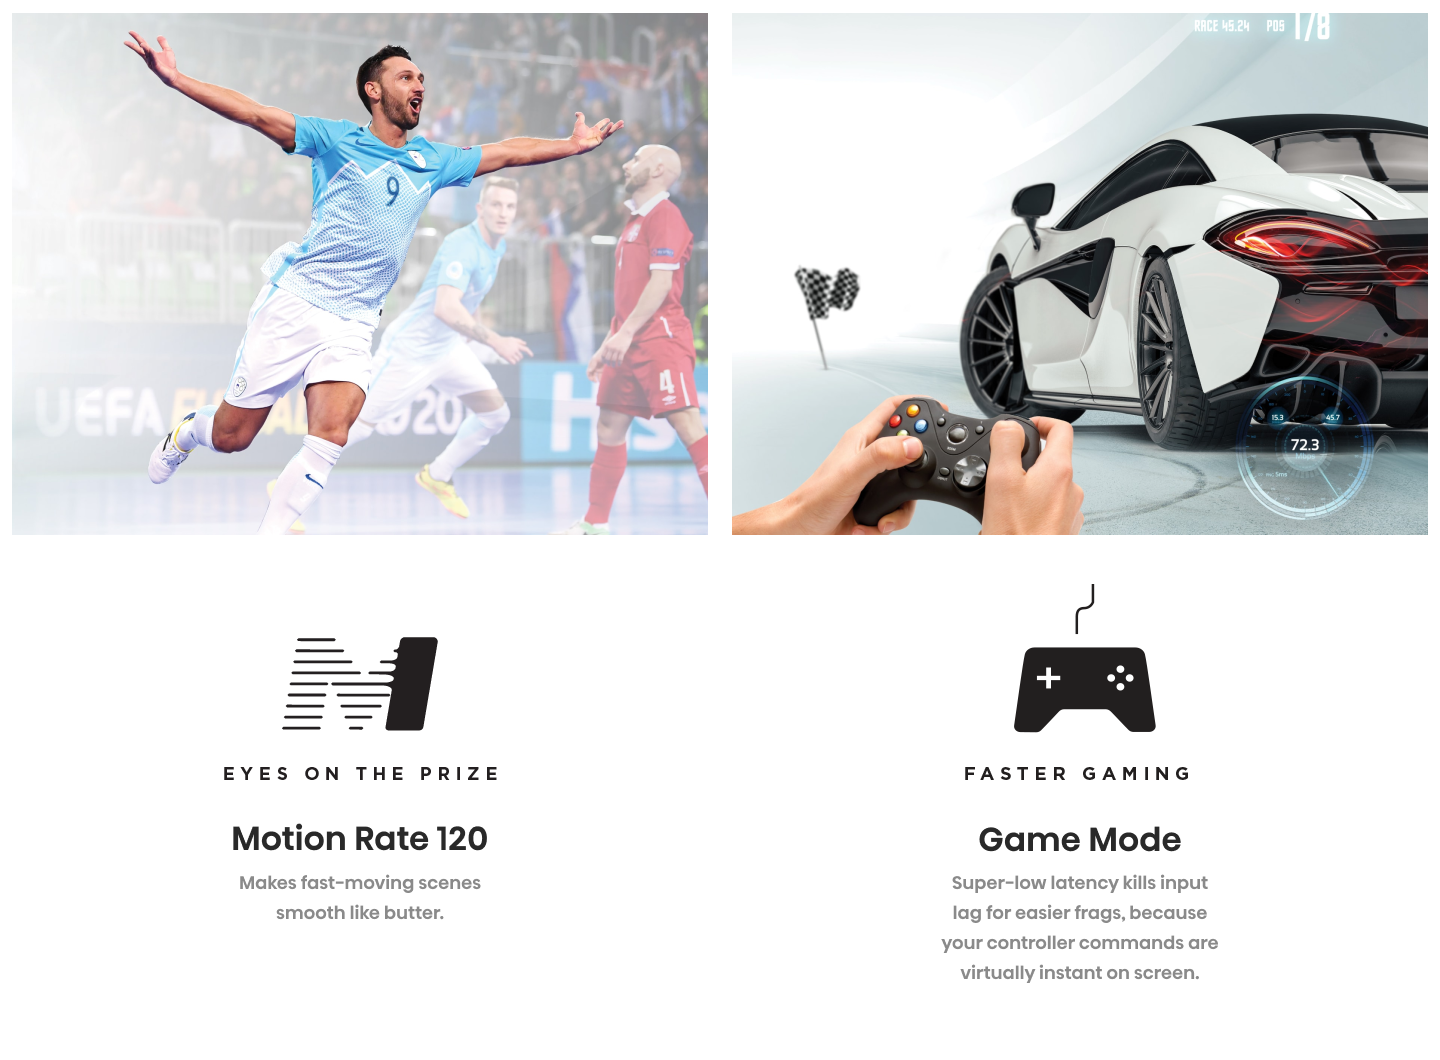 9
UEFA
2020
4
RACE 45.24 POS 1/8
15.3
45.7
72.3
Mbps
EYES ON THE PRIZE
Motion Rate 120
Makes fast-moving scenes
smooth like butter.
FASTER GAMING
Game Mode
Super-low latency kills input
lag for easier frags, because
your controller commands are
virtually instant on screen.